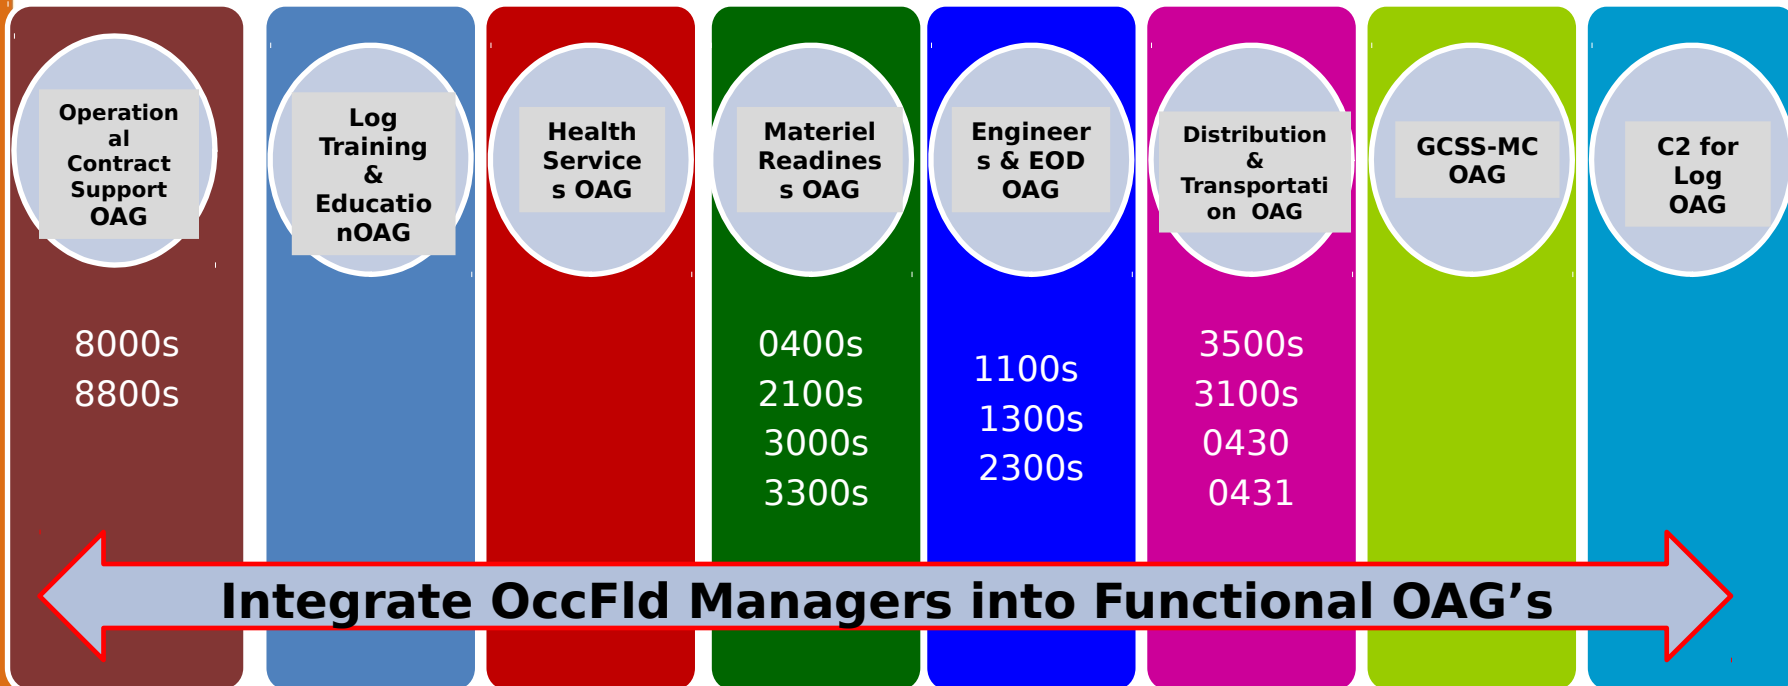 Operation
al
Contract
Support
OAG
Log
Training
&
Educatio
nOAG
Health
Service
s OAG
Materiel
Readines
s OAG
Engineer
s & EOD
OAG
Distribution
&
Transportati
on  OAG
GCSS-MC
OAG
C2 for
Log
OAG
8000s
8800s
0400s
2100s
3000s
3300s
1100s
1300s
2300s
3500s
3100s
0430
0431
Integrate OccFld Managers into Functional OAG’s